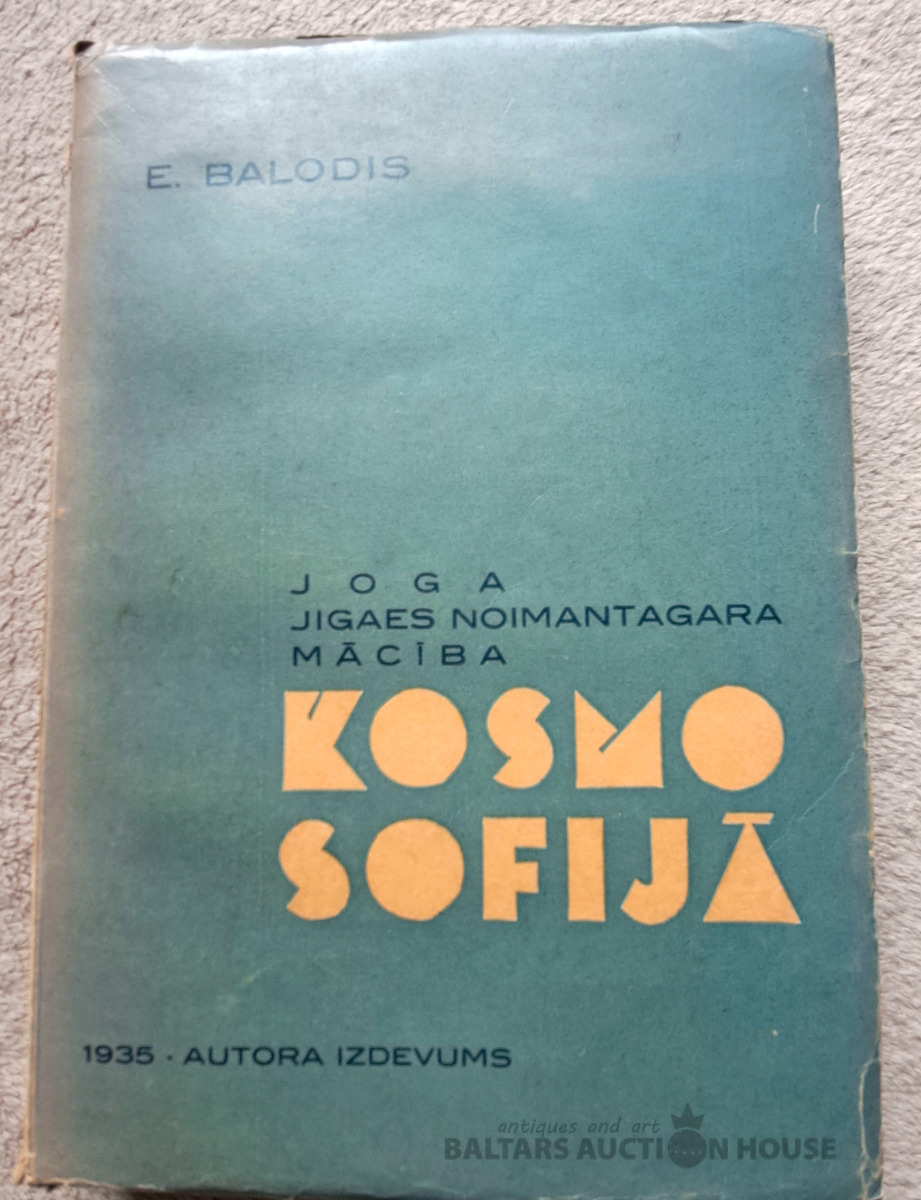 E. BALODIS
JOGA
JIGAES NOIMANTAGARA
MĀCĪBA
KOSMO
SOFIJĀ
1935 · AUTORA IZDEVUMS
antiques and art
BALTARS AUCTION HOUSE